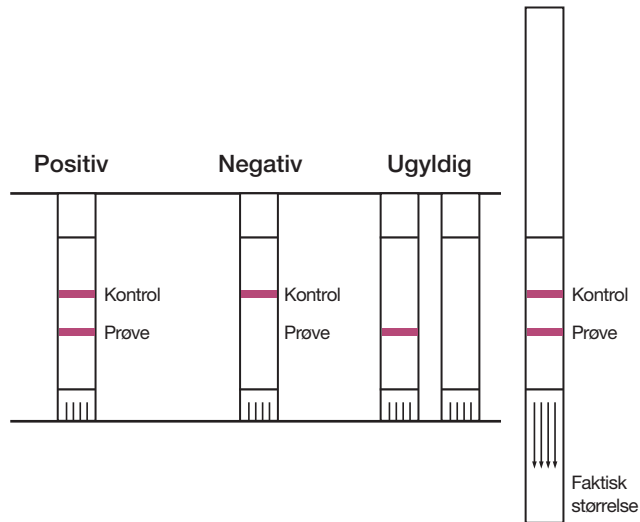 Positiv
Negativ
Ugyldig
Kontrol
Prøve
Kontrol
Prøve
Kontrol
Prøve
Faktisk
størrelse